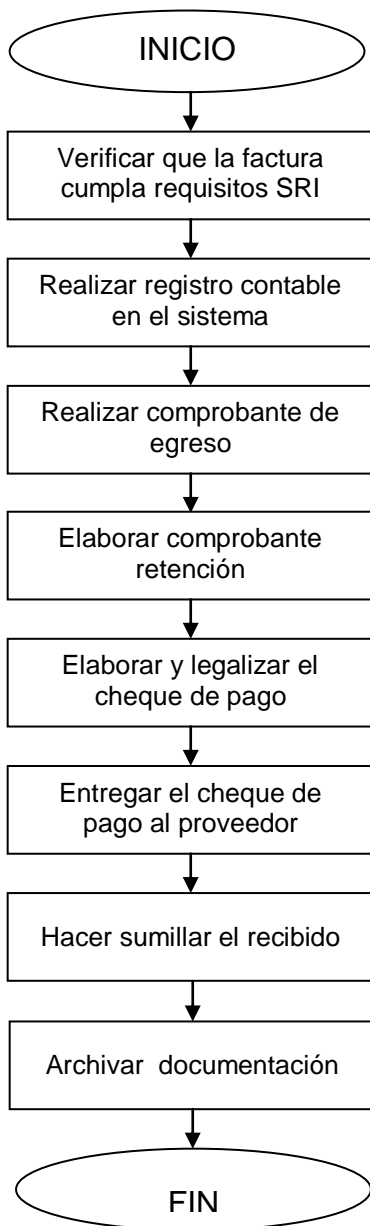 INICIO
Verificar que la factura
cumpla requisitos SRI
Realizar registro contable
en el sistema
Realizar comprobante de
egreso
Elaborar comprobante
retención
Elaborar y legalizar el
cheque de pago
Entregar el cheque de
pago al proveedor
Hacer sumillar el recibido
Archivar documentación
FIN